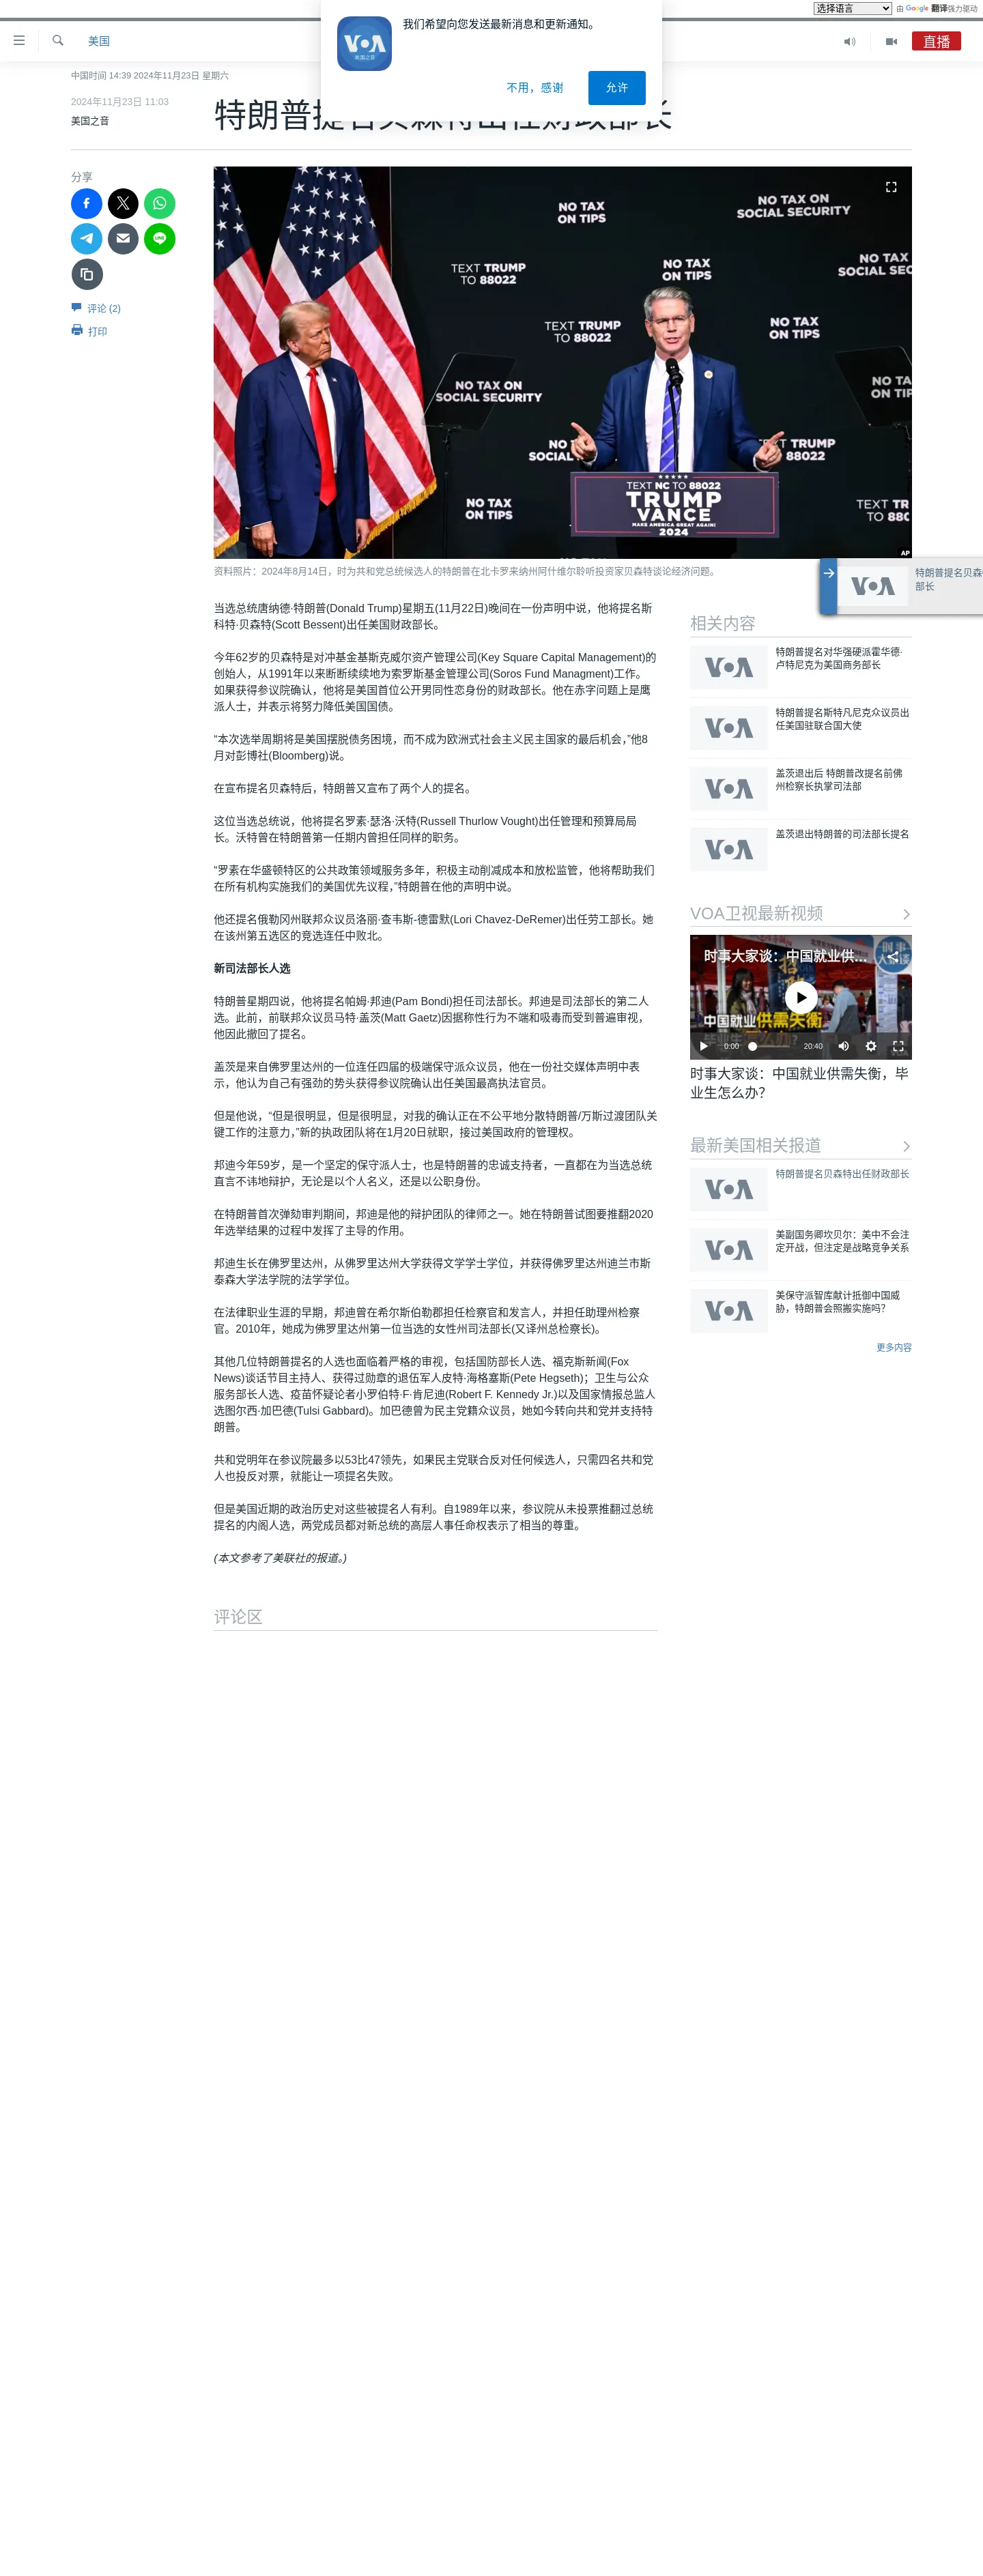 选择语言
由 Google 翻译强力驱动
我们希望向您发送最新消息和更新通知。
VOA
美国之音
不用，感谢
允许
美国
直播
中国时间 14:39 2024年11月23日 星期六
2024年11月23日 11:03
美国之音
特朗普提名贝森特出任财政部长
分享
评论 (2)
打印
NO TAX ON TIPS
NO TAX ON SOCIAL SECURITY
TEXT TRUMP TO 88022
NO TAX ON TIPS
TEXT TRUMP TO 88022
NO TAX ON SOCIAL SECURITY
TRUMP 88022
TEXT NC TO 88022
TRUMP
VANCE
MAKE AMERICA GREAT AGAIN!
2024
NO TAX ON TIPS
AP
资料照片：2024年8月14日，时为共和党总统候选人的特朗普在北卡罗来纳州阿什维尔聆听投资家贝森特谈论经济问题。
当选总统唐纳德·特朗普(Donald Trump)星期五(11月22日)晚间在一份声明中说，他将提名斯
科特·贝森特(Scott Bessent)出任美国财政部长。
今年62岁的贝森特是对冲基金基斯克威尔资产管理公司(Key Square Capital Management)的
创始人，从1991年以来断断续续地为索罗斯基金管理公司(Soros Fund Managment)工作。
如果获得参议院确认，他将是美国首位公开男同性恋身份的财政部长。他在赤字问题上是鹰
派人士，并表示将努力降低美国国债。
“本次选举周期将是美国摆脱债务困境，而不成为欧洲式社会主义民主国家的最后机会，”他8
月对彭博社(Bloomberg)说。
在宣布提名贝森特后，特朗普又宣布了两个人的提名。
这位当选总统说，他将提名罗素·瑟洛·沃特(Russell Thurlow Vought)出任管理和预算局局
长。沃特曾在特朗普第一任期内曾担任同样的职务。
“罗素在华盛顿特区的公共政策领域服务多年，积极主动削减成本和放松监管，他将帮助我们
在所有机构实施我们的美国优先议程，”特朗普在他的声明中说。
他还提名俄勒冈州联邦众议员洛丽·查韦斯-德雷默(Lori Chavez-DeRemer)出任劳工部长。她
在该州第五选区的竞选连任中败北。
新司法部长人选
特朗普星期四说，他将提名帕姆·邦迪(Pam Bondi)担任司法部长。邦迪是司法部长的第二人
选。此前，前联邦众议员马特·盖茨(Matt Gaetz)因据称性行为不端和吸毒而受到普遍审视，
他因此撤回了提名。
盖茨是来自佛罗里达州的一位连任四届的极端保守派众议员，他在一份社交媒体声明中表
示，他认为自己有强劲的势头获得参议院确认出任美国最高执法官员。
但是他说，“但是很明显，但是很明显，对我的确认正在不公平地分散特朗普/万斯过渡团队关
键工作的注意力，”新的执政团队将在1月20日就职，接过美国政府的管理权。
邦迪今年59岁，是一个坚定的保守派人士，也是特朗普的忠诚支持者，一直都在为当选总统
直言不讳地辩护，无论是以个人名义，还是以公职身份。
在特朗普首次弹劾审判期间，邦迪是他的辩护团队的律师之一。她在特朗普试图要推翻2020
年选举结果的过程中发挥了主导的作用。
邦迪生长在佛罗里达州，从佛罗里达州大学获得文学学士学位，并获得佛罗里达州迪兰市斯
泰森大学法学院的法学学位。
在法律职业生涯的早期，邦迪曾在希尔斯伯勒郡担任检察官和发言人，并担任助理州检察
官。2010年，她成为佛罗里达州第一位当选的女性州司法部长(又译州总检察长)。
其他几位特朗普提名的人选也面临着严格的审视，包括国防部长人选、福克斯新闻(Fox
News)谈话节目主持人、获得过勋章的退伍军人皮特·海格塞斯(Pete Hegseth)；卫生与公众
服务部长人选、疫苗怀疑论者小罗伯特·F·肯尼迪(Robert F. Kennedy Jr.)以及国家情报总监人
选图尔西·加巴德(Tulsi Gabbard)。加巴德曾为民主党籍众议员，她如今转向共和党并支持特
朗普。
共和党明年在参议院最多以53比47领先，如果民主党联合反对任何候选人，只需四名共和党
人也投反对票，就能让一项提名失败。
但是美国近期的政治历史对这些被提名人有利。自1989年以来，参议院从未投票推翻过总统
提名的内阁人选，两党成员都对新总统的高层人事任命权表示了相当的尊重。
(本文参考了美联社的报道。)
评论区
特朗普提名贝森
部长
相关内容
特朗普提名对华强硬派霍华德·
卢特尼克为美国商务部长
特朗普提名斯特凡尼克众议员出
任美国驻联合国大使
盖茨退出后 特朗普改提名前佛
州检察长执掌司法部
盖茨退出特朗普的司法部长提名
VOA卫视最新视频
时事大家谈：中国就业供...
中国就业供需失衡
0:00
20:40
时事大家谈：中国就业供需失衡，毕
业生怎么办？
最新美国相关报道
特朗普提名贝森特出任财政部长
美副国务卿坎贝尔：美中不会注
定开战，但注定是战略竞争关系
美保守派智库献计抵御中国威
胁，特朗普会照搬实施吗？
更多内容